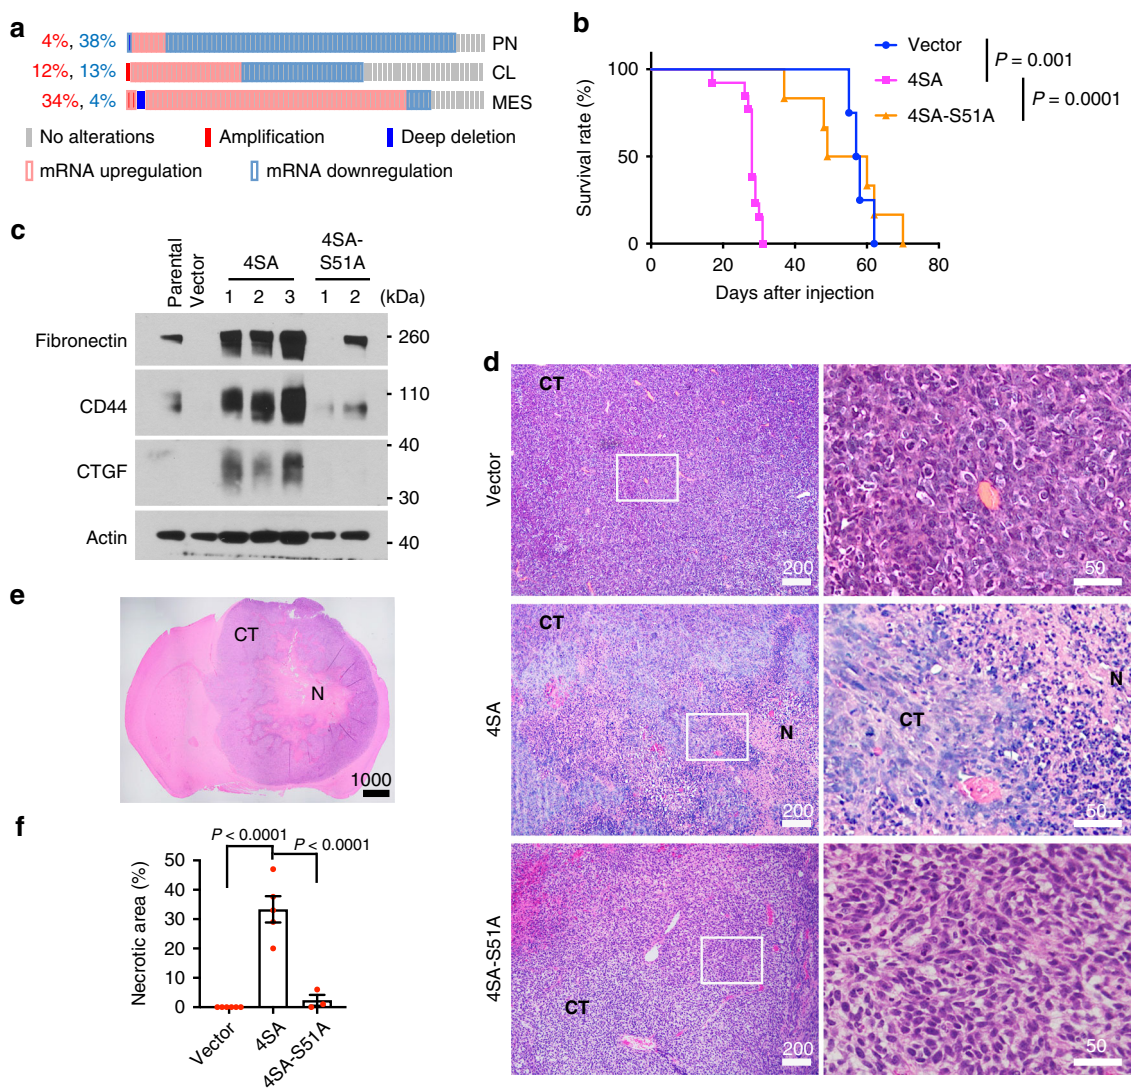 a
4%, 38%
PN
12%, 13%
CL
34%, 4%
MES
No alterations
Amplification
Deep deletion
mRNA upregulation
mRNA downregulation
b
Survival rate (%)
100
50
0
0 20 40 60 80
Days after injection
Vector
4SA
4SA-S51A
P = 0.001
P = 0.0001
c
Parental
Vector
4SA
4SA-
S51A
1 2 3 1 2 (kDa)
Fibronectin
260
CD44
110
CTGF
40
30
Actin
40
d
Vector
CT
200
50
4SA
CT
N
200
CT
N
50
4SA-S51A
CT
200
50
e
CT
N
1000
f
P < 0.0001
P < 0.0001
Necrotic area (%)
50
40
30
20
10
0
Vector
4SA
4SA-S51A